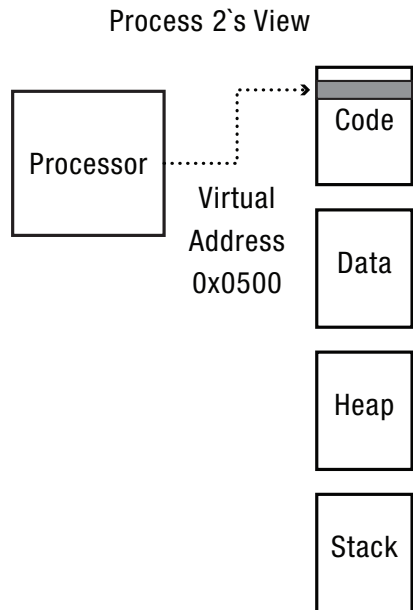 Process 2`s View
Processor
Virtual
Address
0x0500
Code
Data
Heap
Stack